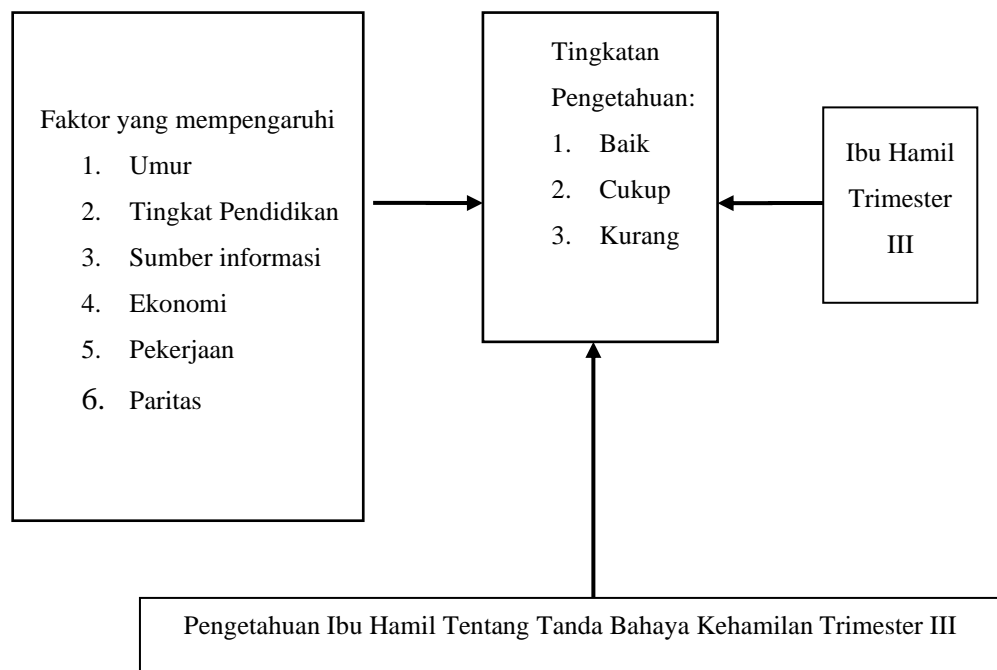 Faktor yang mempengaruhi
1. Umur
2. Tingkat Pendidikan
3. Sumber informasi
4. Ekonomi
5. Pekerjaan
6. Paritas
Tingkatan
Pengetahuan:
1. Baik
2. Cukup
3. Kurang
Ibu Hamil
Trimester
III
Pengetahuan Ibu Hamil Tentang Tanda Bahaya Kehamilan Trimester III